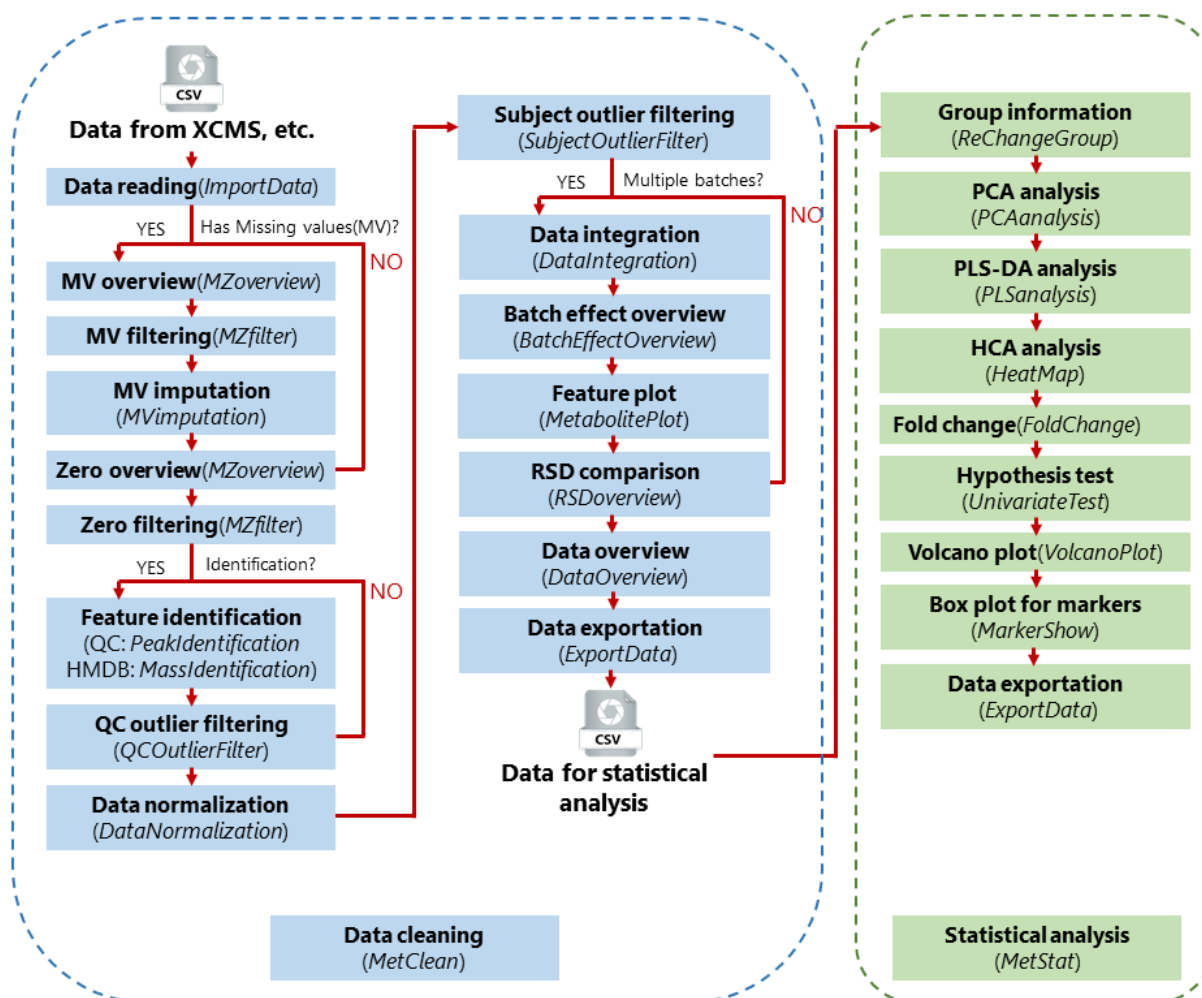 CSV
Data from XCMS, etc.
Data reading(ImportData)
YES
Has Missing values(MV)?
NO
MV overview(MZoverview)
MV filtering(MZfilter)
MV imputation
(MVimputation)
Zero overview(MZoverview)
Zero filtering(MZfilter)
YES
Identification?
NO
Feature identification
(QC: PeakIdentification
HMDB: MassIdentification)
QC outlier filtering
(QCOutlierFilter)
Data normalization
(DataNormalization)
Subject outlier filtering
(SubjectOutlierFilter)
YES
Multiple batches?
NO
Data integration
(DataIntegration)
Batch effect overview
(BatchEffectOverview)
Feature plot
(MetabolitePlot)
RSD comparison
(RSDoverview)
Data overview
(DataOverview)
Data exportation
(ExportData)
CSV
Data for statistical
analysis
Data cleaning
(MetClean)
Group information
(ReChangeGroup)
PCA analysis
(PCAanalysis)
PLS-DA analysis
(PLSanalysis)
HCA analysis
(HeatMap)
Fold change(FoldChange)
Hypothesis test
(UnivariateTest)
Volcano plot(VolcanoPlot)
Box plot for markers
(MarkerShow)
Data exportation
(ExportData)
Statistical analysis
(MetStat)